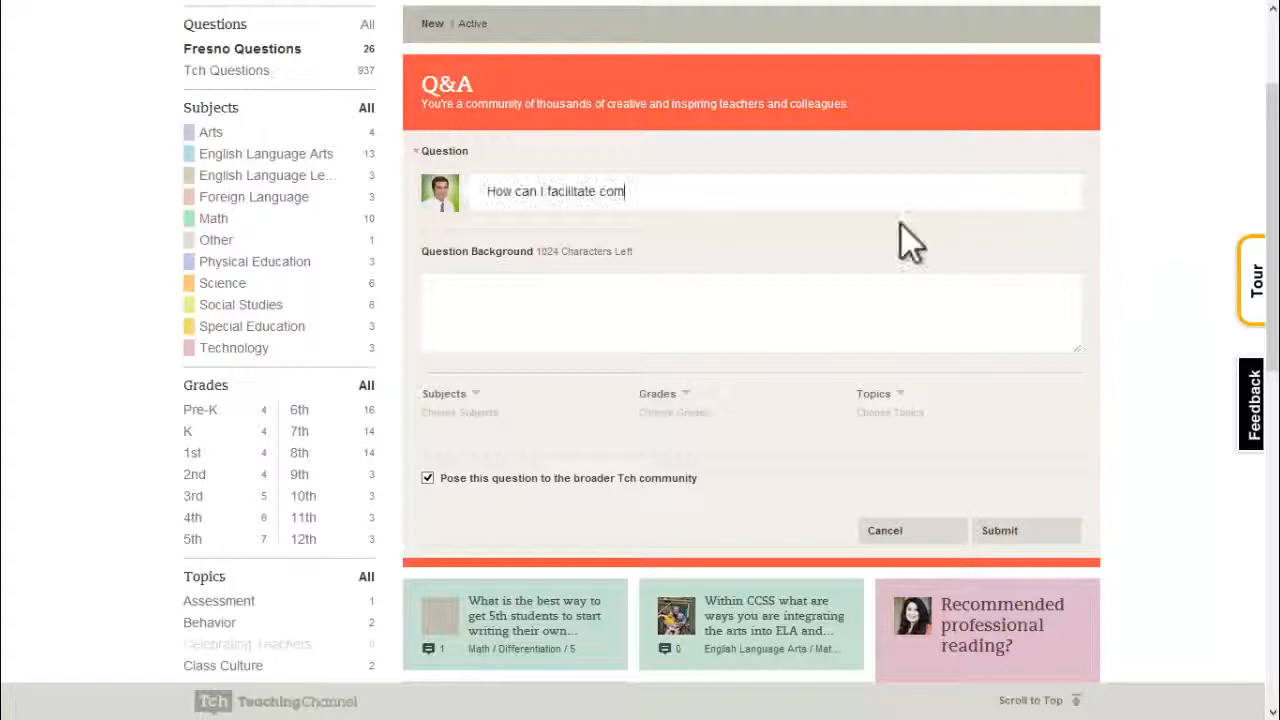 Questions All
Fresno Questions 26
Tch Questions 937
Subjects All
Arts 4
English Language Arts 13
English Language Le... 3
Foreign Language 3
Math 10
Other 1
Physical Education 3
Science 6
Social Studies 8
Special Education 3
Technology 3
Grades All
Pre-K 4 6th 16
K 4 7th 14
1st 4 8th 14
2nd 4 9th 3
3rd 5 10th 3
4th 6 11th 3
5th 7 12th 3
Topics All
Assessment 1
Behavior 2
Celebrating Teachers
Class Culture 2
New | Active
Q&A
You're a community of thousands of creative and inspiring teachers and colleagues.
* Question
How can I facilitate com
Question Background 1024 Characters Left
Subjects Grades Topics
Choose Subjects Choose Grades Choose Topics
Pose this question to the broader Tch community
Cancel Submit
What is the best way to
get 5th students to start
writing their own...
1 Math / Differentiation / 5
Within CCSS what are
ways you are integrating
the arts into ELA and...
0 English Language Arts / Mat...
Recommended
professional
reading?
Tour
Feedback
Tch TeachingChannel
Scroll to Top